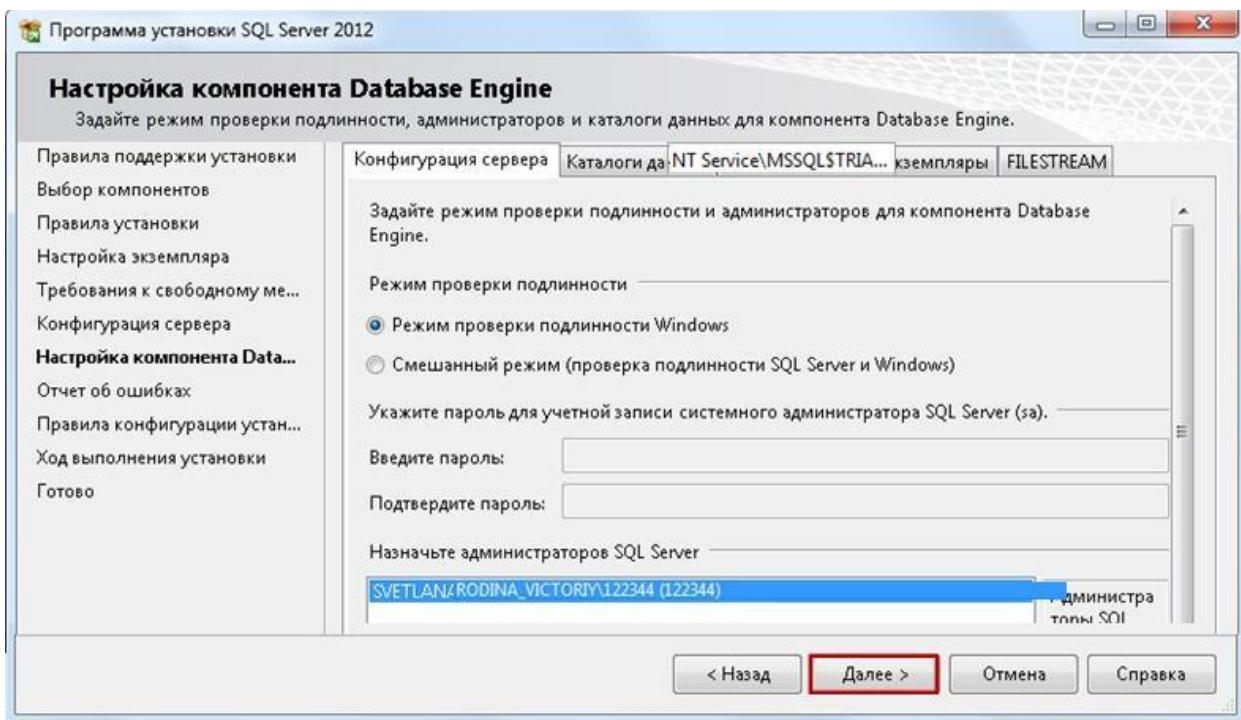 Программа установки SQL Server 2012
Настройка компонента Database Engine
Задайте режим проверки подлинности, администраторов и каталоги данных для компонента Database Engine.
Правила поддержки установки
Выбор компонентов
Правила установки
Настройка экземпляра
Требования к свободному ме...
Конфигурация сервера
Настройка компонента Data...
Отчет об ошибках
Правила конфигурации устан...
Ход выполнения установки
Готово
Конфигурация сервера Каталоги да NT Service\MSSQL$TRIA... кземпляры FILESTREAM
Задайте режим проверки подлинности и администраторов для компонента Database
Engine.
Режим проверки подлинности
Режим проверки подлинности Windows
Смешанный режим (проверка подлинности SQL Server и Windows)
Укажите пароль для учетной записи системного администратора SQL Server (sa).
Введите пароль:
Подтвердите пароль:
Назначьте администраторов SQL Server
SVETLANA RODINA_VICTORIY\122344 (122344)
дминистра
торы SQL
< Назад Далее > Отмена Справка